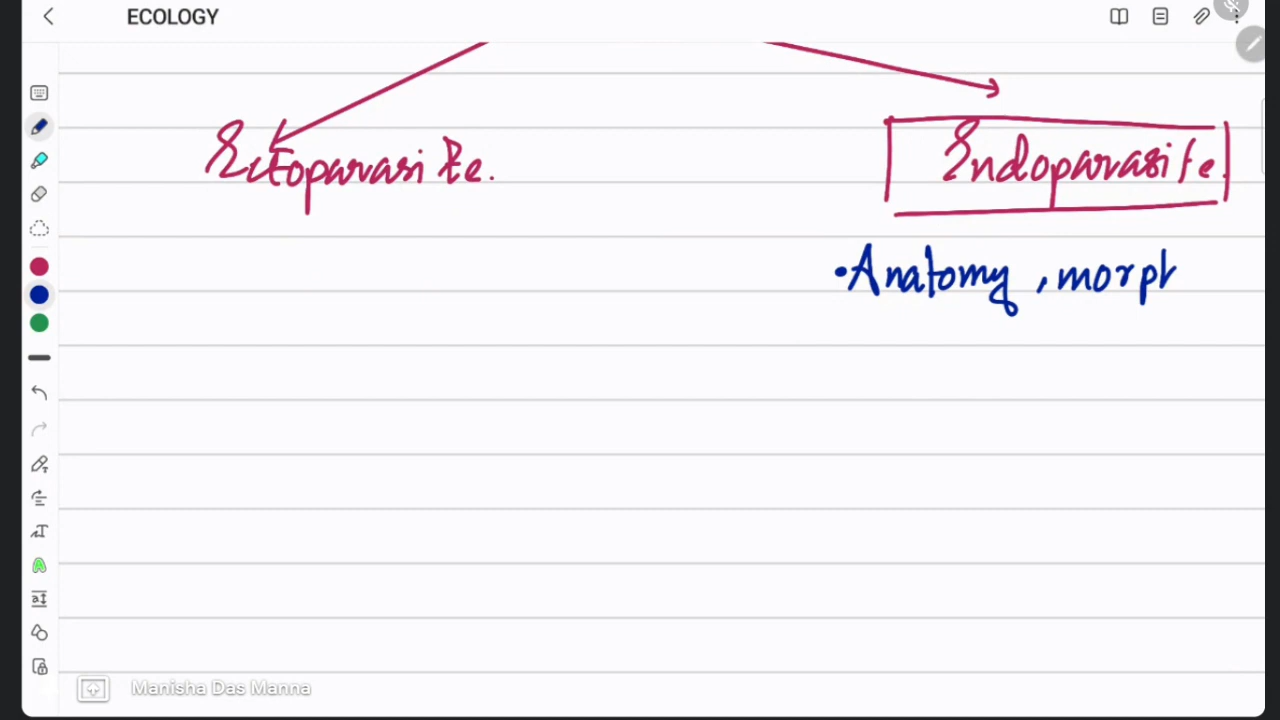 ECOLOGY
Ectoparasite.
Endoparasite.
•Anatomy, morph
Manisha Das Manna